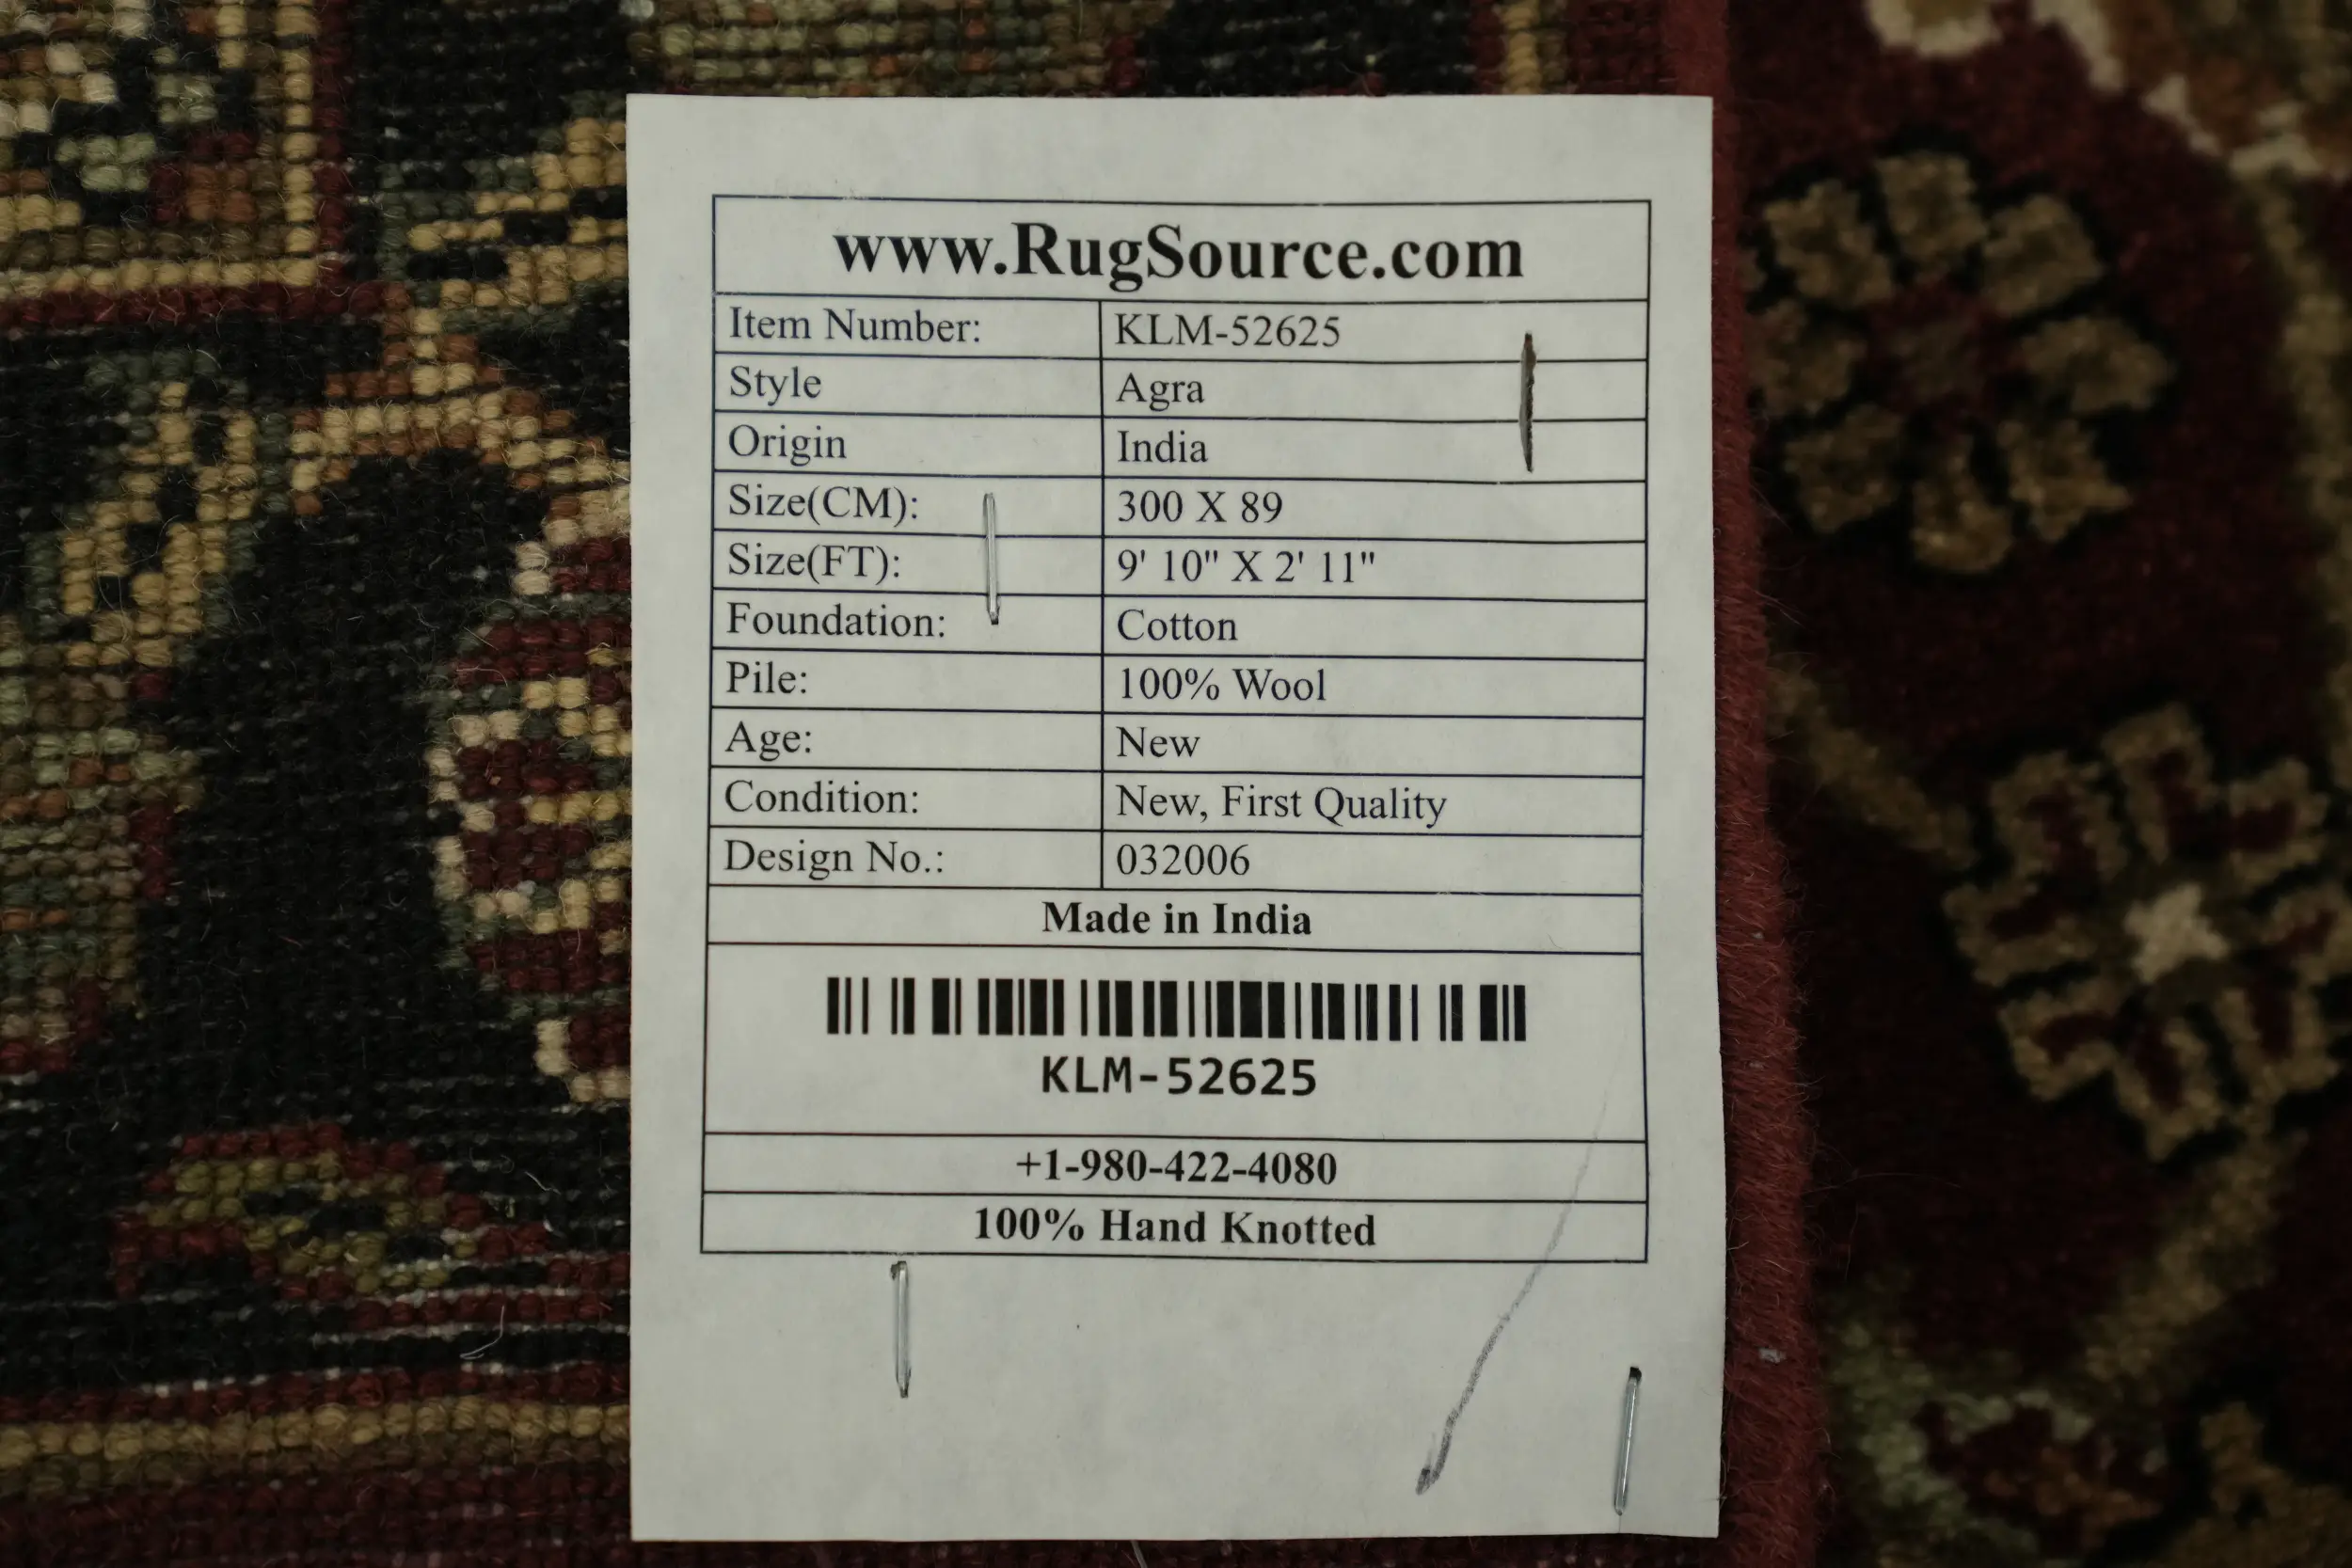 www.RugSource.com
Item Number: KLM-52625
Style Agra
Origin India
Size(CM): 300 X 89
Size(FT): 9' 10" X 2' 11"
Foundation: Cotton
Pile: 100% Wool
Age: New
Condition: New, First Quality
Design No.: 032006
Made in India
KLM-52625
+1-980-422-4080
100% Hand Knotted